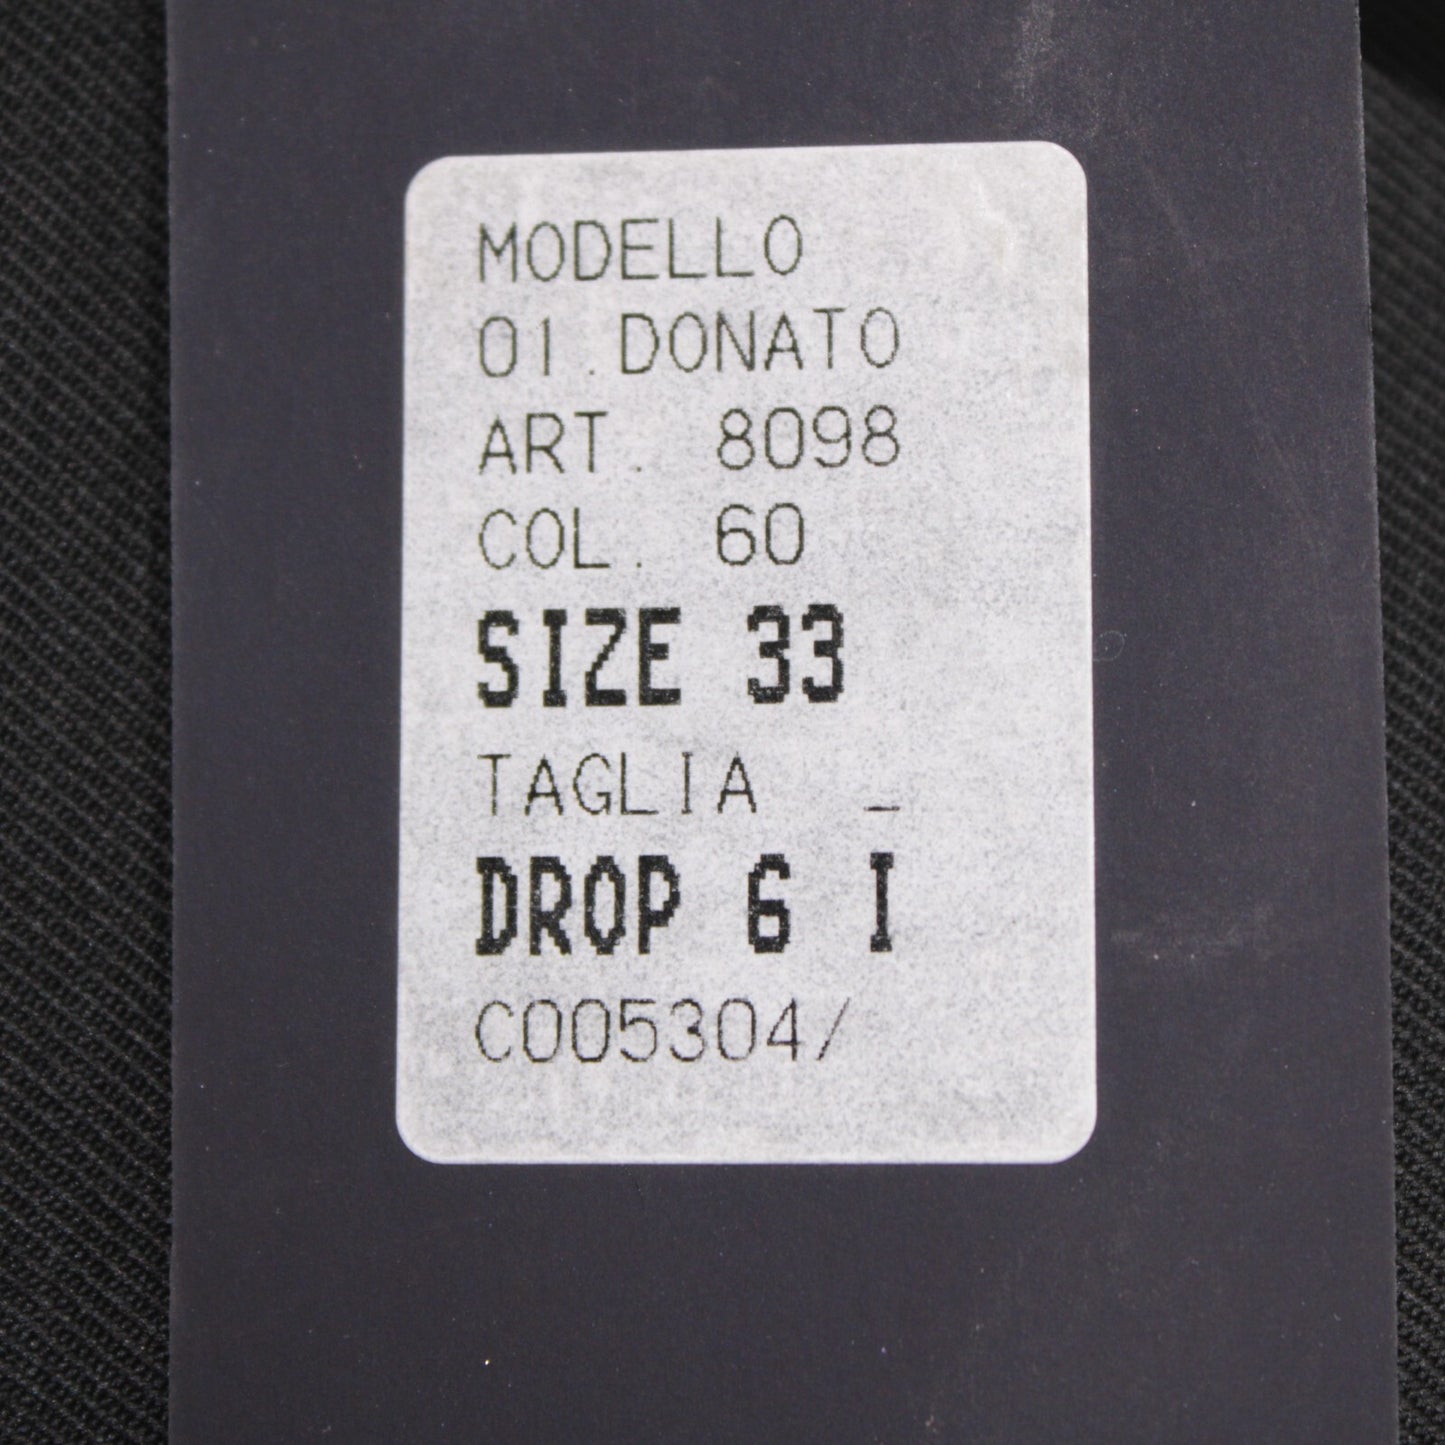 MODELLO
01.DONATO
ART. 8098
COL. 60
SIZE 33
TAGLIA _
DROP 6 I
C005304/